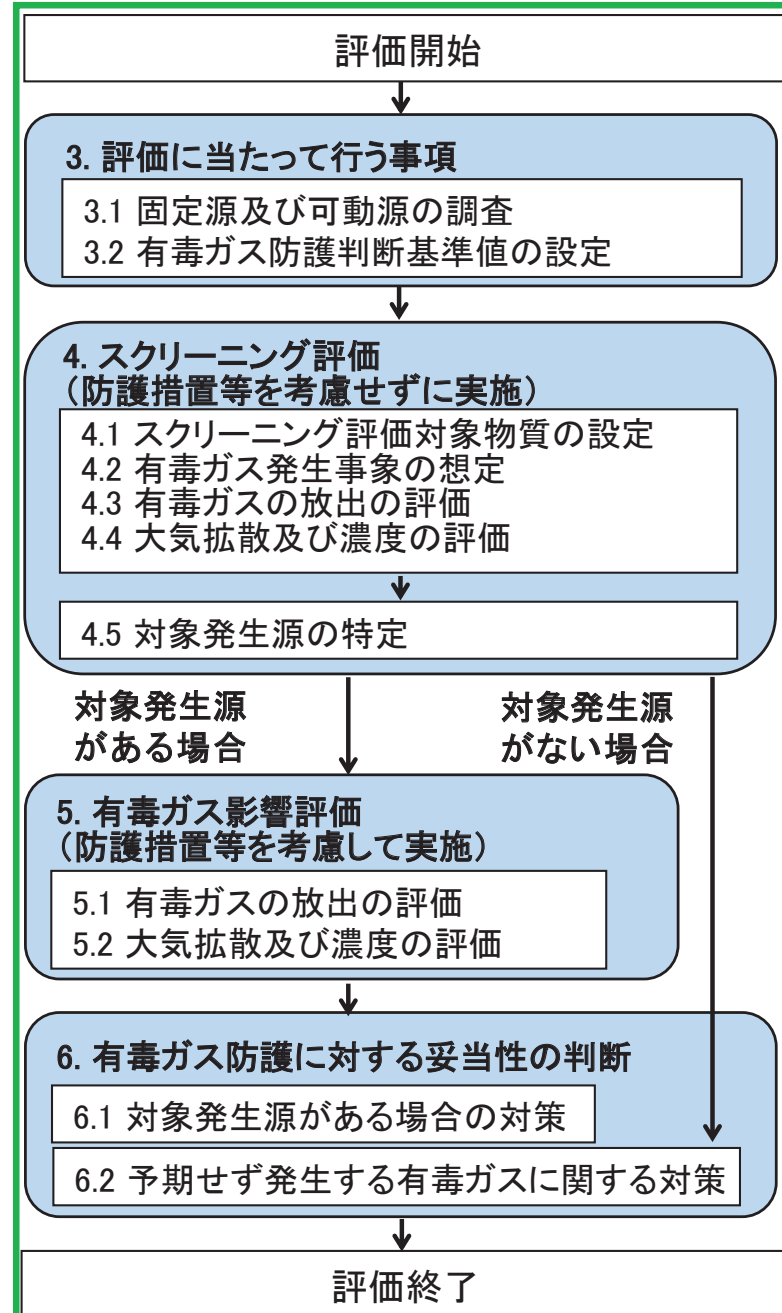 評価開始
3. 評価に当たって行う事項
3.1 固定源及び可動源の調査
3.2 有毒ガス防護判断基準値の設定
4. スクリーニング評価
（防護措置等を考慮せずに実施）
4.1 スクリーニング評価対象物質の設定
4.2 有毒ガス発生事象の想定
4.3 有毒ガスの放出の評価
4.4 大気拡散及び濃度の評価
4.5 対象発生源の特定
対象発生源
がある場合
対象発生源
がない場合
5. 有毒ガス影響評価
（防護措置等を考慮して実施）
5.1 有毒ガスの放出の評価
5.2 大気拡散及び濃度の評価
6. 有毒ガス防護に対する妥当性の判断
6.1 対象発生源がある場合の対策
6.2 予期せず発生する有毒ガスに関する対策
評価終了